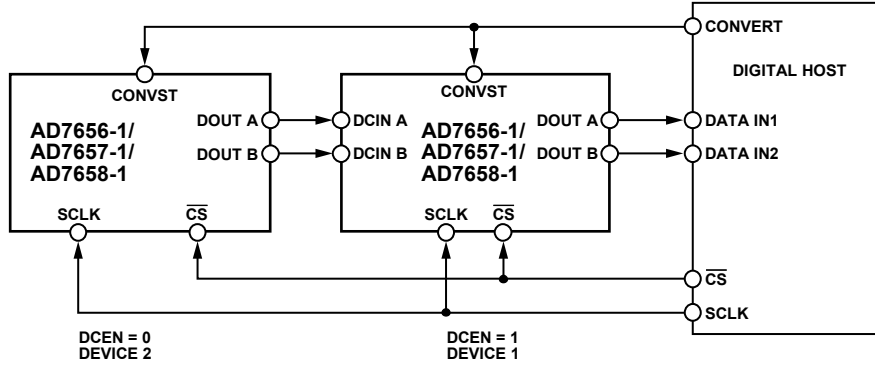 CONVERT
DIGITAL HOST
CONVST
CONVST
AD7656-1/
AD7657-1/
AD7658-1
DOUT A
DOUT B
DCIN A
DCIN B
AD7656-1/
AD7657-1/
AD7658-1
DOUT A
DOUT B
DATA IN1
DATA IN2
SCLK
CS
SCLK
CS
CS
SCLK
DCEN = 0
DEVICE 2
DCEN = 1
DEVICE 1